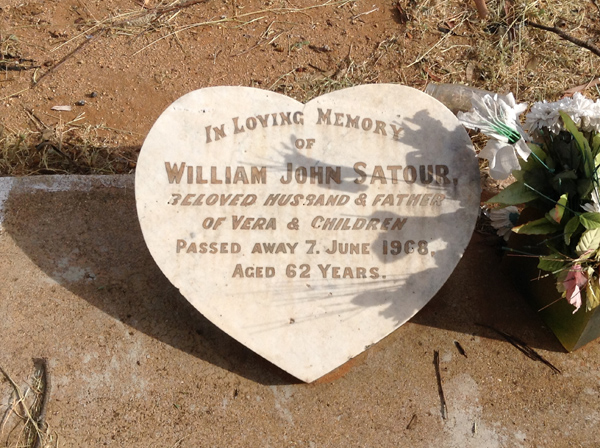 In Loving Memory
OF
William John Satour,
BELOVED HUSBAND & FATHER
OF VERA & CHILDREN
PASSED AWAY 7. JUNE 1968.
AGED 62 YEARS.